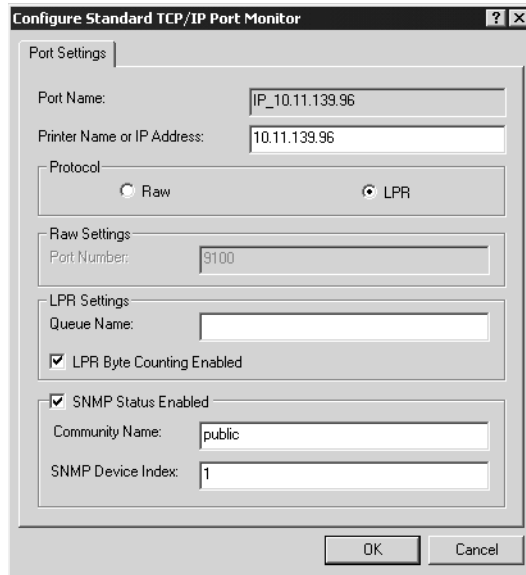 Configure Standard TCP/IP Port Monitor
Port Settings
Port Name: IP_10.11.139.96
Printer Name or IP Address: 10.11.139.96
Protocol
Raw LPR
Raw Settings
Port Number: 9100
LPR Settings
Queue Name:
LPR Byte Counting Enabled
SNMP Status Enabled
Community Name: public
SNMP Device Index: 1
OK Cancel